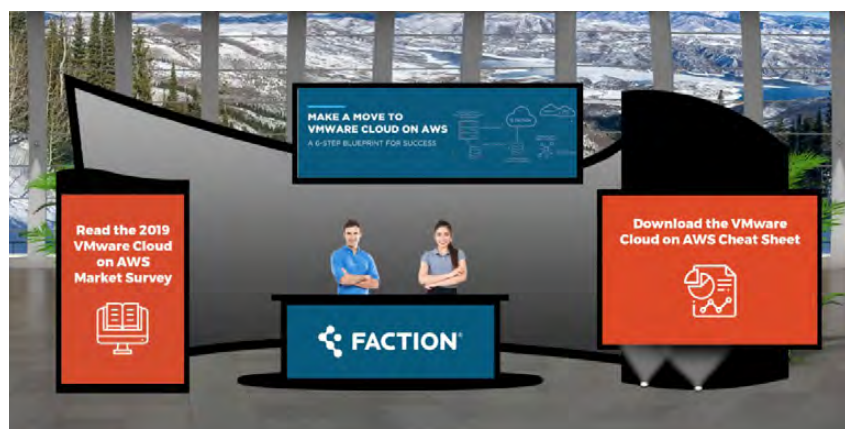 MAKE A MOVE TO
VMWARE CLOUD ON AWS
A 6-STEP BLUEPRINT FOR SUCCESS
Read the 2019
VMware Cloud
on AWS
Market Survey
Download the VMware
Cloud on AWS Cheat Sheet
FACTION